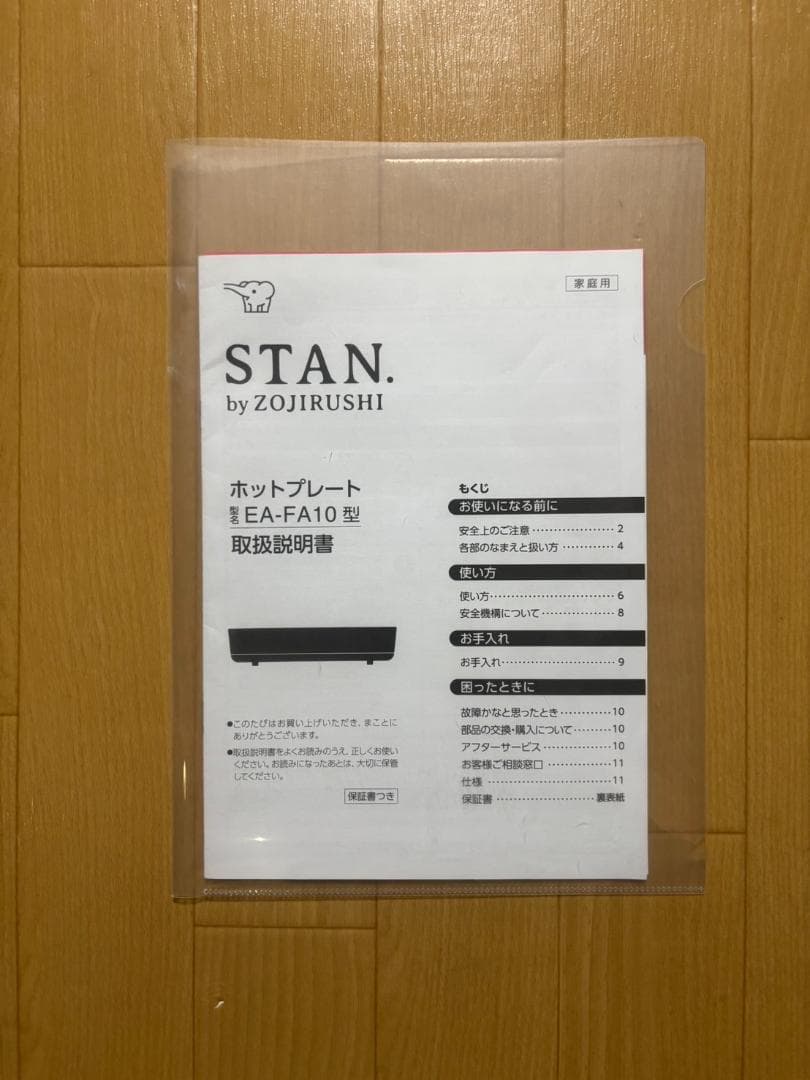 家庭用
STAN.
by ZOJIRUSHI
ホットプレート
型名 EA-FA10 型
取扱説明書
●このたびはお買い上げいただき、まことに
ありがとうございます。
●取扱説明書をよくお読みのうえ、正しくお使い
ください。お読みになったあとは、大切に保管
してください。
保証書つき
もくじ
お使いになる前に
安全上のご注意 ・・・・・・・・・・・・・・・・・・ 2
各部のなまえと扱い方 ・・・・・・・・・・・ 4
使い方
使い方・・・・・・・・・・・・・・・・・・・・・・・・・ 6
安全機構について・・・・・・・・・・・・・・・ 8
お手入れ
お手入れ・・・・・・・・・・・・・・・・・・・・・・・ 9
困ったときに
故障かなと思ったとき・・・・・・・・・・・10
部品の交換・購入について・・・・・・・・10
アフターサービス・・・・・・・・・・・・・・・10
お客様ご相談窓口 ・・・・・・・・・・・・・・11
仕様 ・・・・・・・・・・・・・・・・・・・・・・・・・・11
保証書 ・・・・・・・・・・・・・・・・・・・・・裏表紙